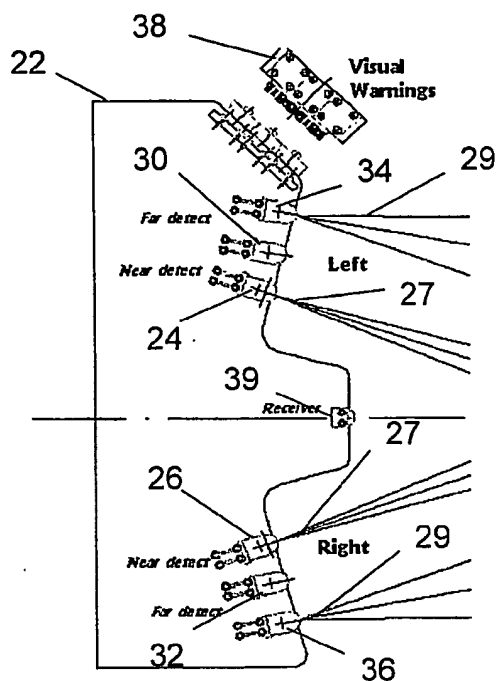 38
Visual
Warnings
22
30
34
29
Far detect
Left
Near detect
27
24
39
Receiver
27
26
Right
29
Near detect
Far detect
32
36